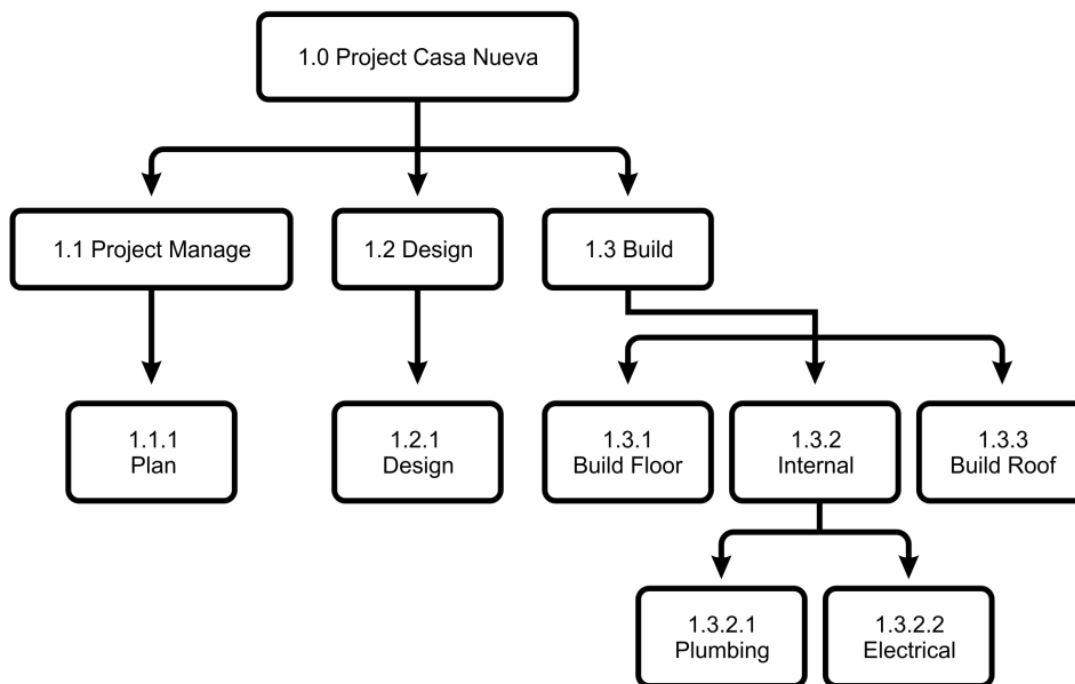 1.0 Project Casa Nueva
1.1 Project Manage
1.2 Design
1.3 Build
1.1.1
Plan
1.2.1
Design
1.3.1
Build Floor
1.3.2
Internal
1.3.3
Build Roof
1.3.2.1
Plumbing
1.3.2.2
Electrical